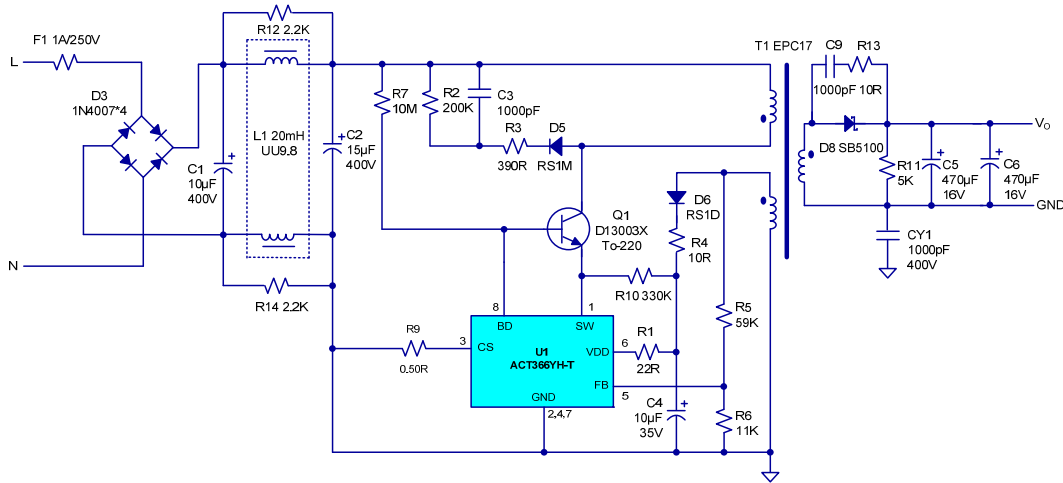 R12 2.2K
F1 1A/250V
L
T1 EPC17
C9
R13
1000pF
10R
D3
1N4007*4
L1 20mH
UU9.8
C2
15µF
400V
+
R7
10M
R2
200K
C3
1000pF
R3
390R
D5
RS1M
V0
D8 SB5100
C1
10µF
400V
+
R11
5K
C5
470µF
16V
+
C6
470µF
16V
+
GND
D6
RS1D
Q1
D13003X
To-220
R4
10R
CY1
1000pF
400V
N
R14 2.2K
R10 330K
R5
59K
8
BD
1
SW
R9
0.50R
3
CS
U1
ACT366YH-T
VDD
6
R1
22R
FB
5
GND
2,4,7
C4
10µF
35V
+
R6
11K